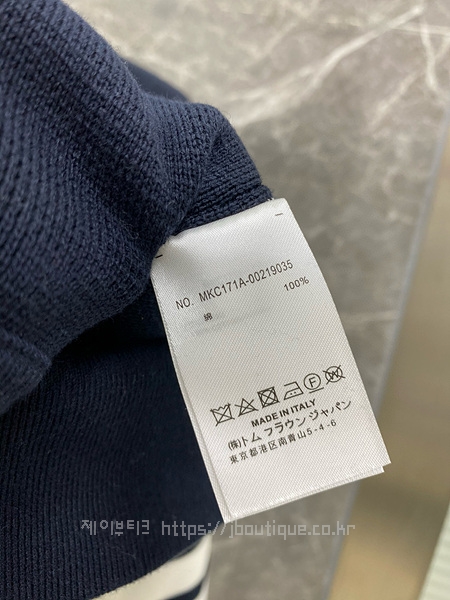 NO. MKC171A-00219035
綿 100%
MADE IN ITALY
(株)トム ブラウン ジャパン
東京都港区南青山5-4-6
제이브티크 https://jboutique.co.kr